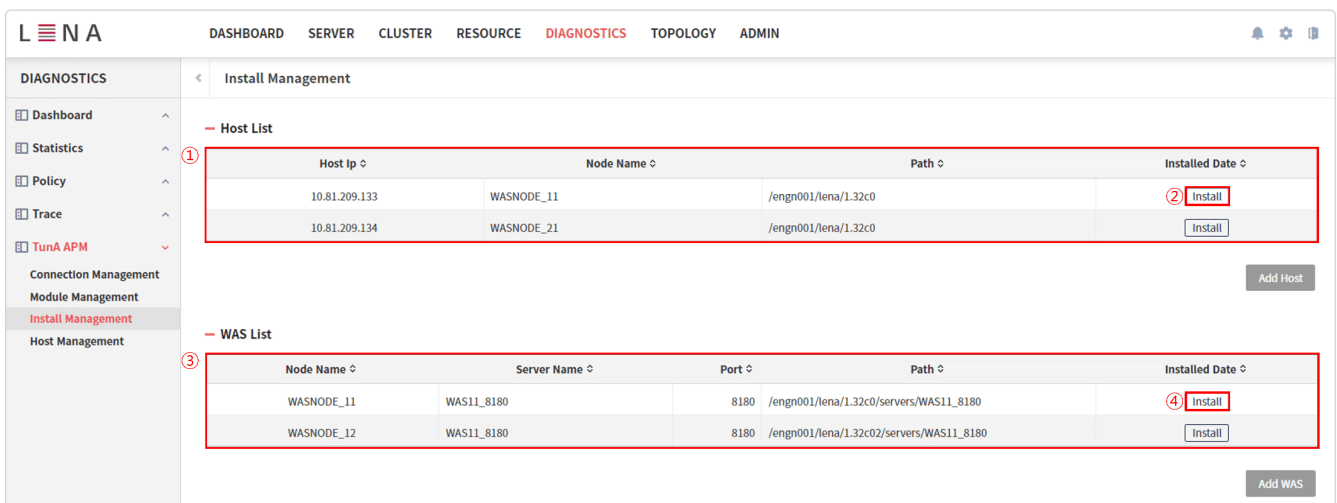 LENA DASHBOARD SERVER CLUSTER RESOURCE DIAGNOSTICS TOPOLOGY ADMIN
DIAGNOSTICS
Install Management
Dashboard
Statistics
Policy
Trace
TunA APM
Connection Management
Module Management
Install Management
Host Management
Host List
①
Host Ip Node Name Path Installed Date
10.81.209.133 WASNODE_11 /engn001/lena/1.32c0 ② Install
10.81.209.134 WASNODE_21 /engn001/lena/1.32c0 Install
Add Host
WAS List
③
Node Name Server Name Port Path Installed Date
WASNODE_11 WAS11_8180 8180 /engn001/lena/1.32c0/servers/WAS11_8180 ④ Install
WASNODE_12 WAS11_8180 8180 /engn001/lena/1.32c02/servers/WAS11_8180 Install
Add WAS